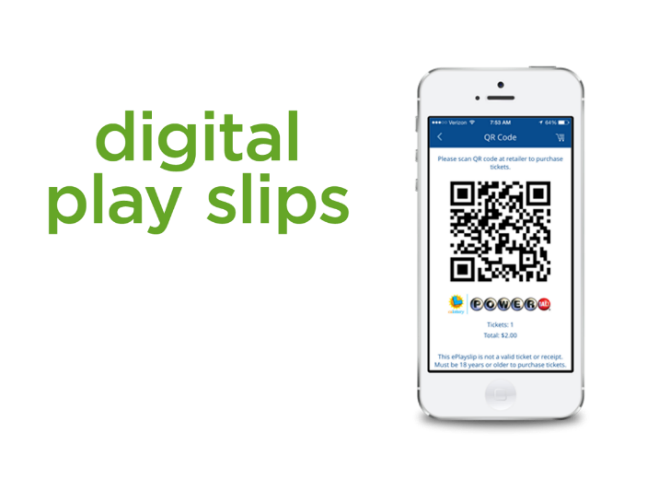 digital
play slips
Verizon 7:53 AM 64%
QR Code
Please scan QR code at retailer to purchase
tickets.
POWERBALL
Tickets: 1
Total: $2.00
This ePlayslip is not a valid ticket or receipt.
Must be 18 years or older to purchase tickets.